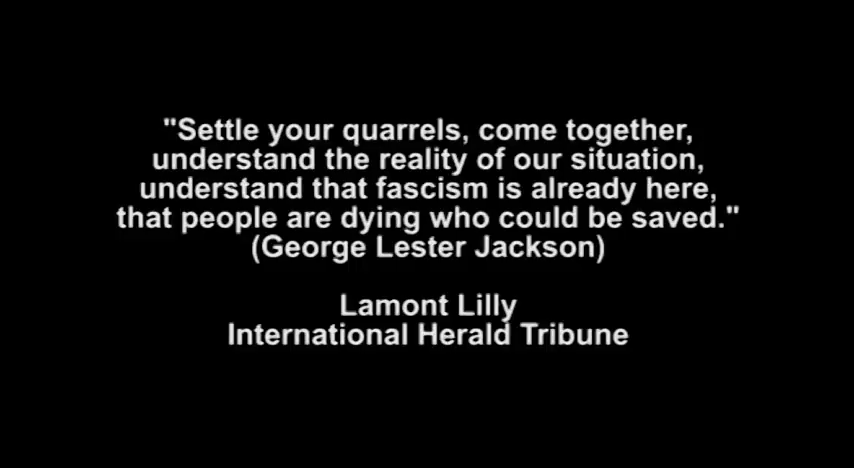 "Settle your quarrels, come together,
understand the reality of our situation,
understand that fascism is already here,
that people are dying who could be saved."
(George Lester Jackson)
Lamont Lilly
International Herald Tribune